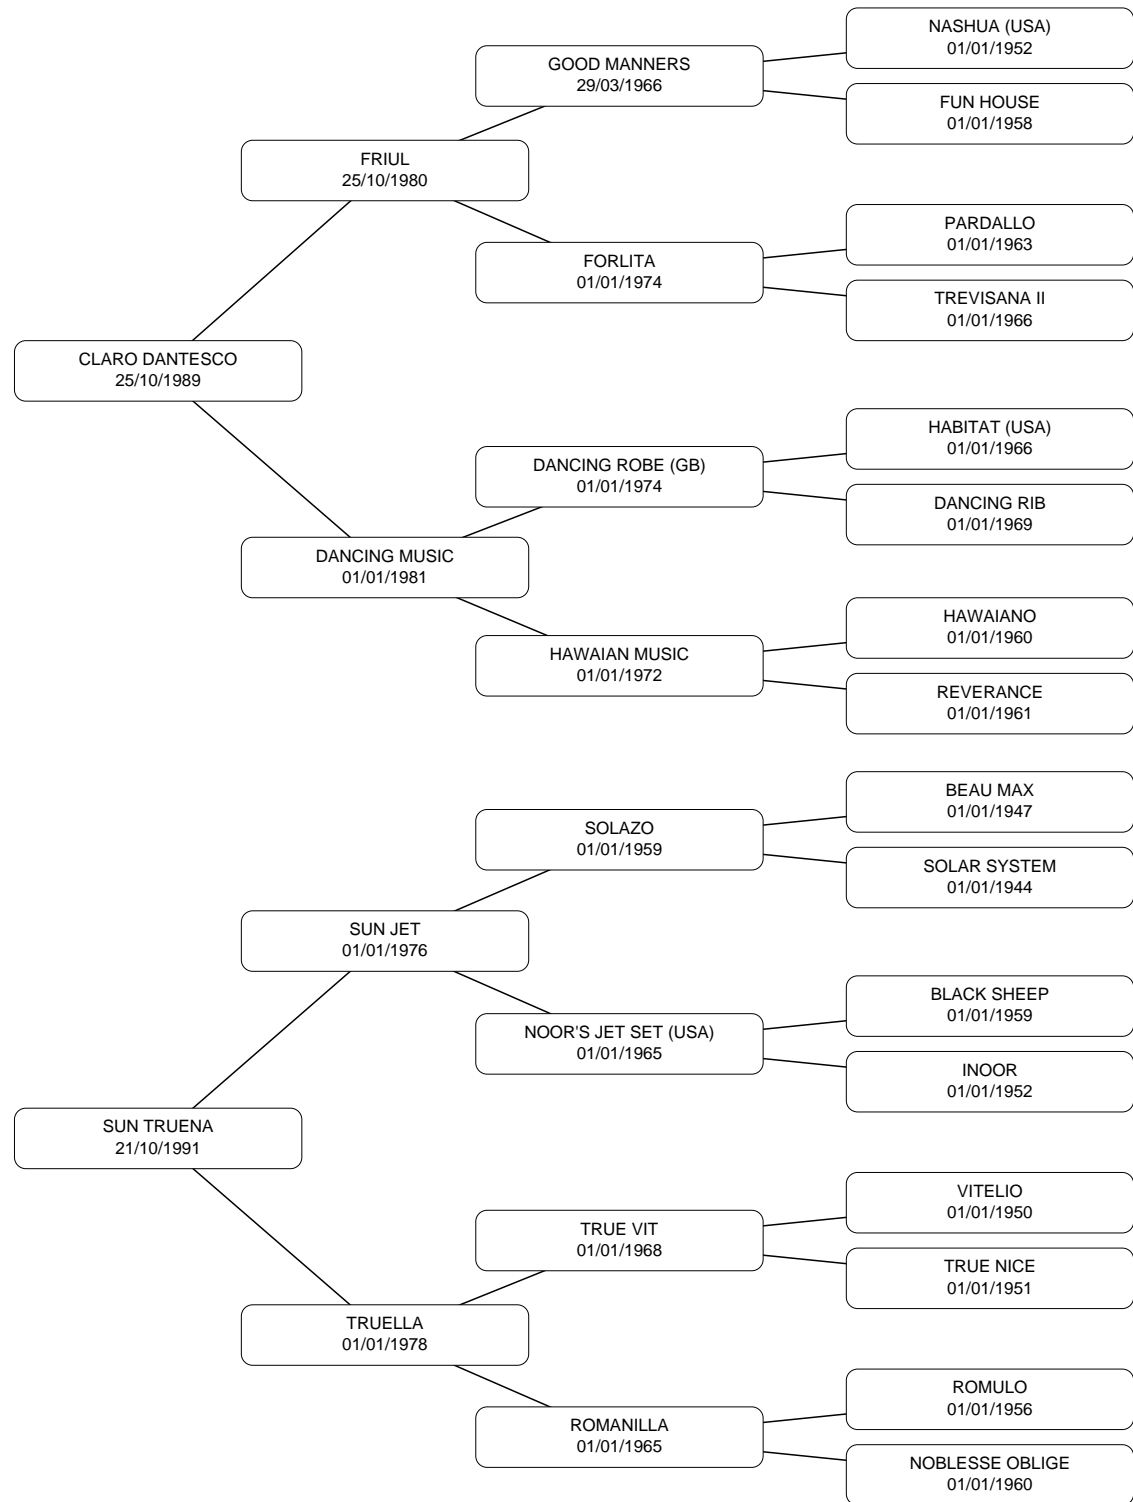 NASHUA (USA)
01/01/1952
GOOD MANNERS
29/03/1966
FUN HOUSE
01/01/1958
FRIUL
25/10/1980
PARDALLO
01/01/1963
FORLITA
01/01/1974
TREVISANA II
01/01/1966
CLARO DANTESCO
25/10/1989
HABITAT (USA)
01/01/1966
DANCING ROBE (GB)
01/01/1974
DANCING RIB
01/01/1969
DANCING MUSIC
01/01/1981
HAWAIANO
01/01/1960
HAWAIAN MUSIC
01/01/1972
REVERANCE
01/01/1961
BEAU MAX
01/01/1947
SOLAZO
01/01/1959
SOLAR SYSTEM
01/01/1944
SUN JET
01/01/1976
BLACK SHEEP
01/01/1959
NOOR'S JET SET (USA)
01/01/1965
INOOR
01/01/1952
SUN TRUENA
21/10/1991
VITELIO
01/01/1950
TRUE VIT
01/01/1968
TRUE NICE
01/01/1951
TRUELLA
01/01/1978
ROMULO
01/01/1956
ROMANILLA
01/01/1965
NOBLESSE OBLIGE
01/01/1960